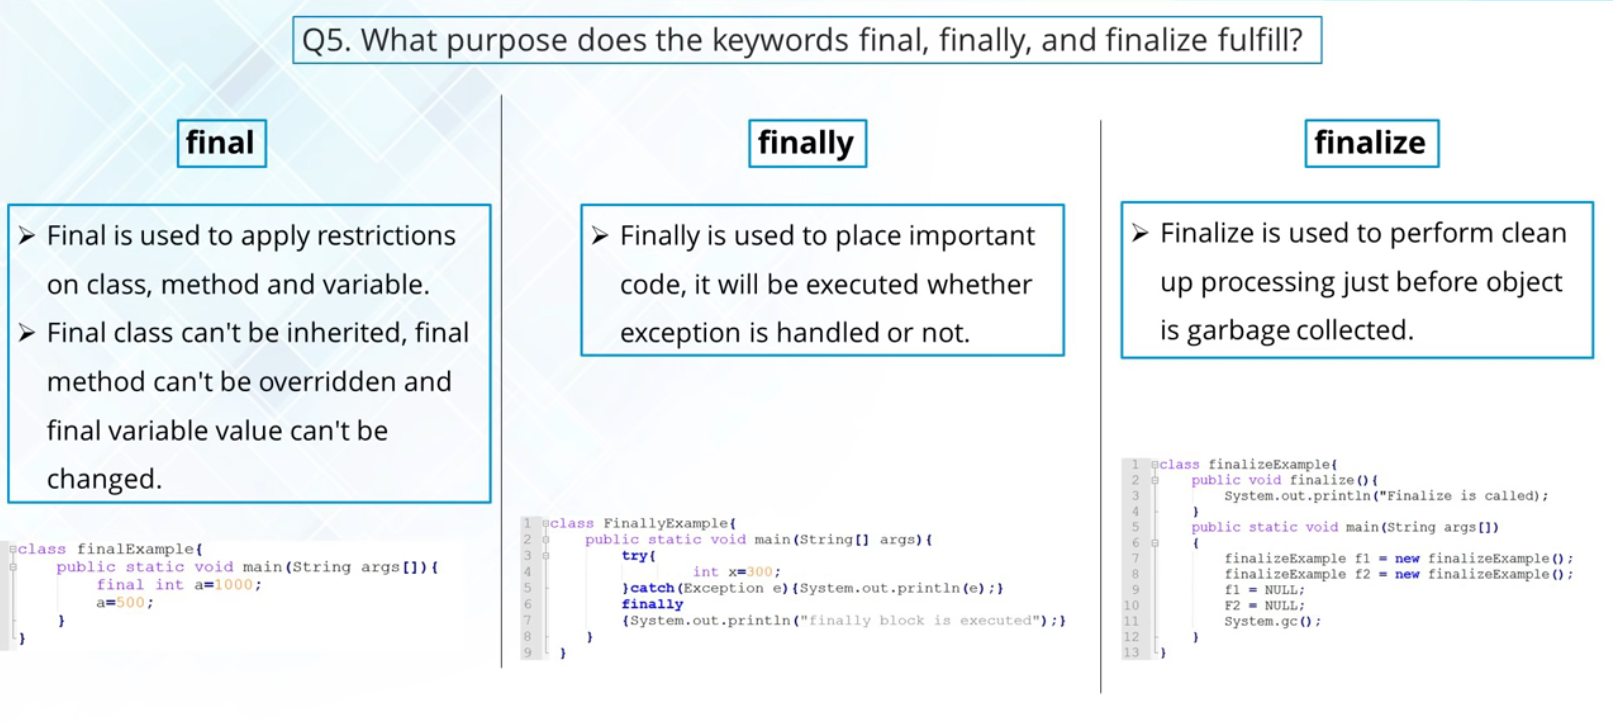 Q5. What purpose does the keywords final, finally, and finalize fulfill?
final
➤ Final is used to apply restrictions
on class, method and variable.
➤ Final class can't be inherited, final
method can't be overridden and
final variable value can't be
changed.
class finalExample{
public static void main(String args[]){
final int a=1000;
a=500;
}
}
finally
➤ Finally is used to place important
code, it will be executed whether
exception is handled or not.
1 class FinallyExample{
2 public static void main(String[] args){
3 try{
4 int x=300;
5 }catch(Exception e){System.out.println(e);}
6 finally
7 {System.out.println("finally block is executed");}
8 }
9 }
finalize
➤ Finalize is used to perform clean
up processing just before object
is garbage collected.
1 class finalizeExample{
2 public void finalize(){
3 System.out.println("Finalize is called);
4 }
5 public static void main(String args[])
6 {
7 finalizeExample f1 = new finalizeExample();
8 finalizeExample f2 = new finalizeExample();
9 f1 = NULL;
10 F2 = NULL;
11 System.gc();
12 }
13 }